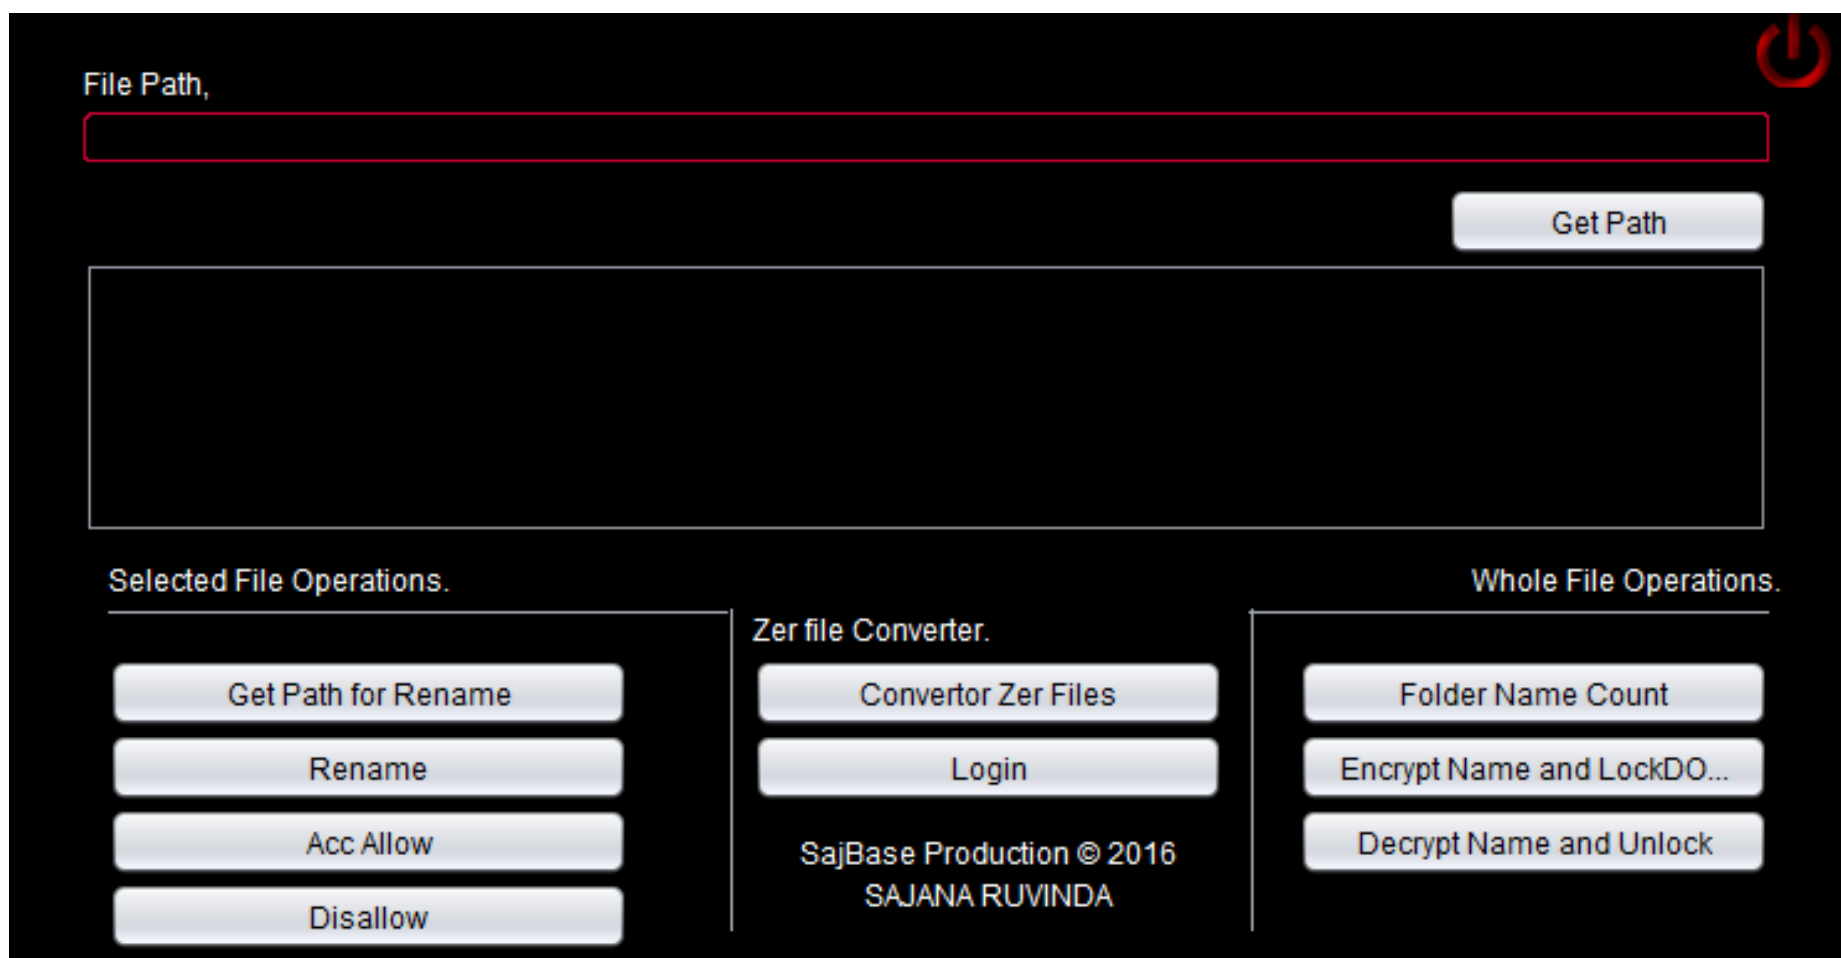 File Path,
Get Path
Selected File Operations.
Whole File Operations.
Zer file Converter.
Get Path for Rename
Convertor Zer Files
Folder Name Count
Rename
Login
Encrypt Name and LockDO...
Acc Allow
SajBase Production © 2016
Decrypt Name and Unlock
SAJANA RUVINDA
Disallow